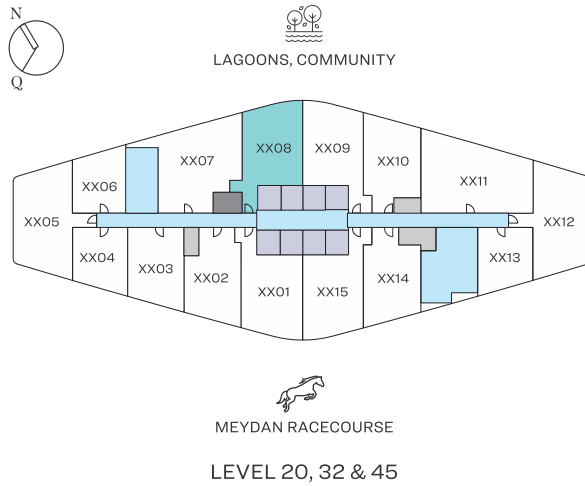 N
Q
LAGOONS, COMMUNITY
XX08
XX09
XX07
XX10
XX06
XX11
XX05
XX12
XX04
XX03
XX02
XX01
XX15
XX14
XX13
MEYDAN RACECOURSE
LEVEL 20, 32 & 45